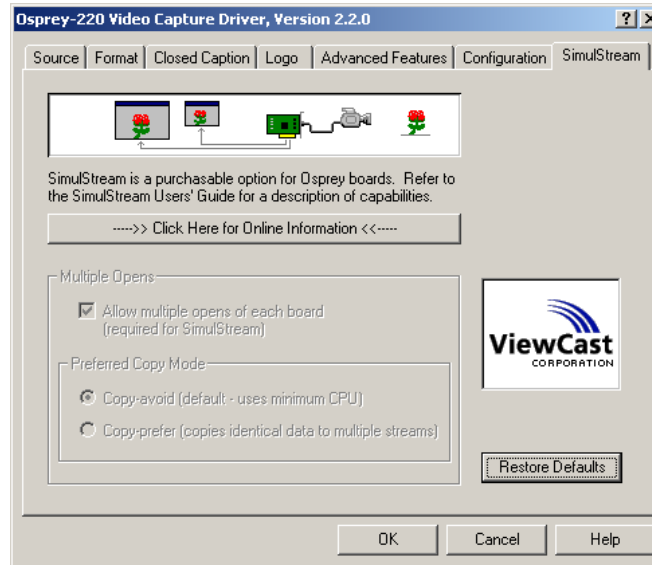 Osprey-220 Video Capture Driver, Version 2.2.0
Source Format Closed Caption Logo Advanced Features Configuration SimulStream
SimulStream is a purchasable option for Osprey boards. Refer to
the SimulStream Users' Guide for a description of capabilities.
----->> Click Here for Online Information <<-----
Multiple Opens
Allow multiple opens of each board
(required for SimulStream)
Preferred Copy Mode
Copy-avoid (default - uses minimum CPU)
Copy-prefer (copies identical data to multiple streams)
ViewCast
CORPORATION
Restore Defaults
OK Cancel Help